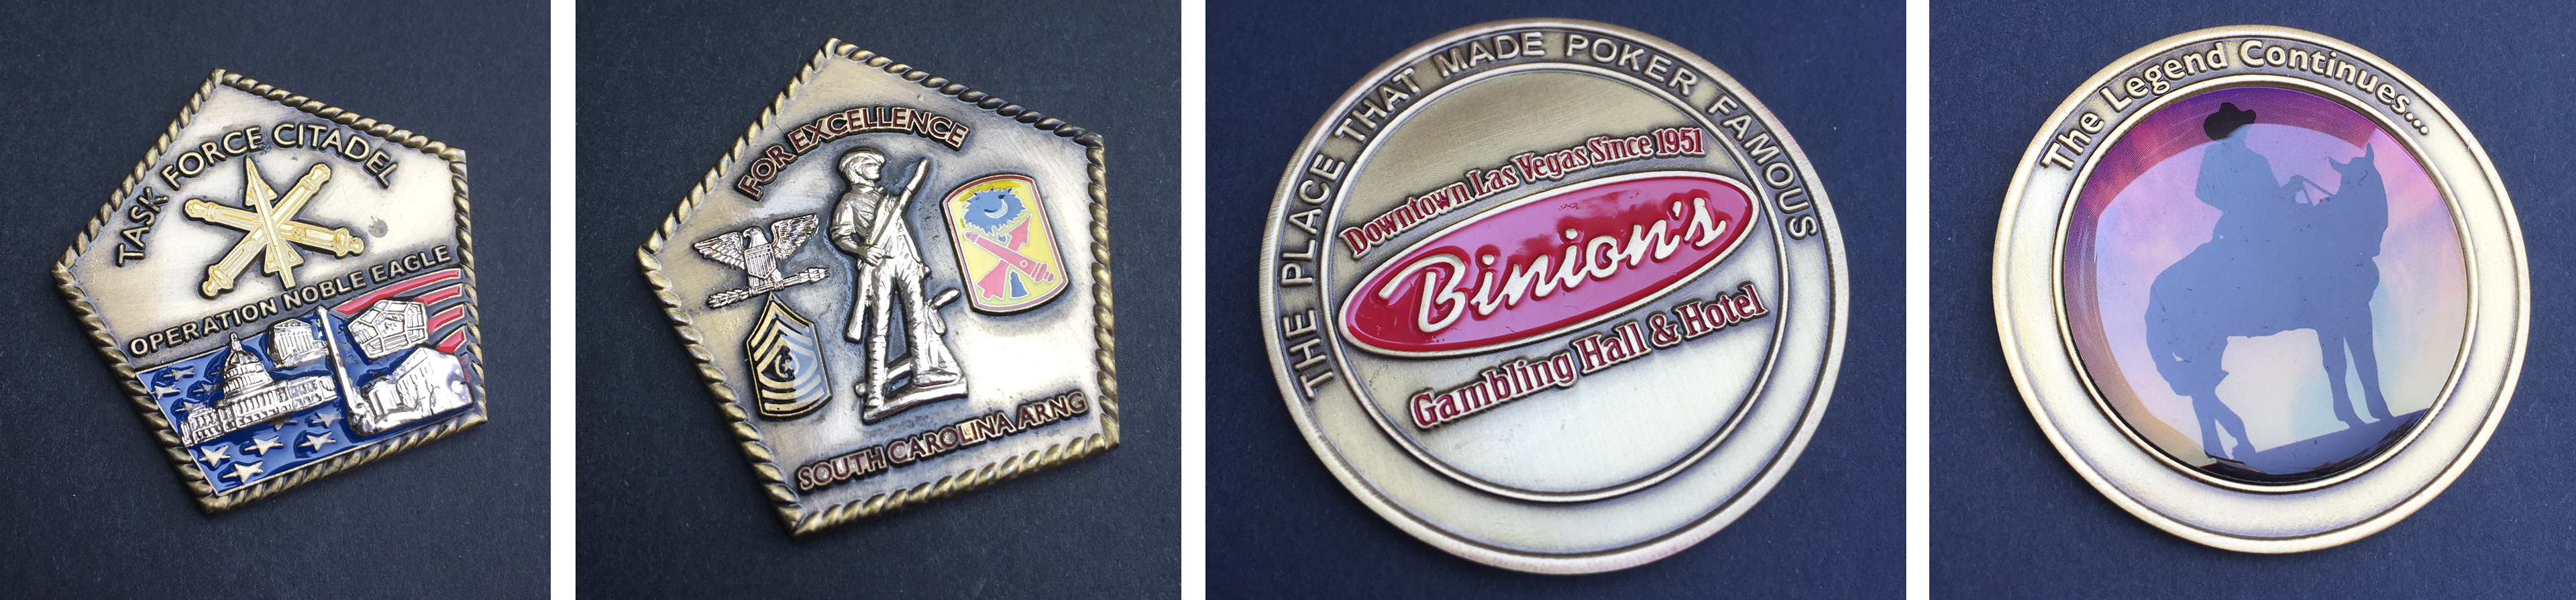 TASK FORCE CITADEL
OPERATION NOBLE EAGLE
FOR EXCELLENCE
SOUTH CAROLINA ARNG
THE PLACE THAT MADE POKER FAMOUS
Downtown Las Vegas Since 1951
Binion's
Gambling Hall & Hotel
The Legend Continues...